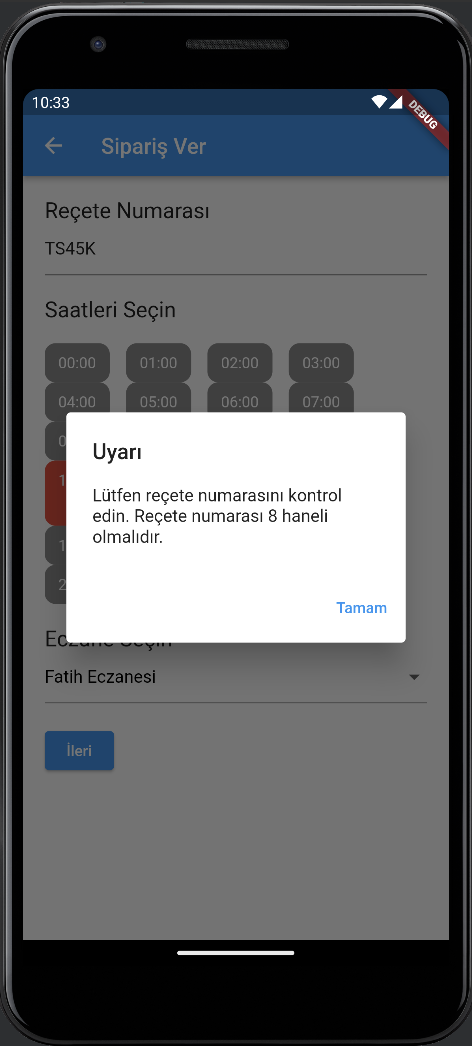 10:33
DEBUG
Sipariş Ver
Reçete Numarası
TS45K
Saatleri Seçin
00:00 01:00 02:00 03:00
04:00 05:00 06:00 07:00
Uyarı
Lütfen reçete numarasını kontrol
edin. Reçete numarası 8 haneli
olmalıdır.
Tamam
Eczane Seçin
Fatih Eczanesi
İleri